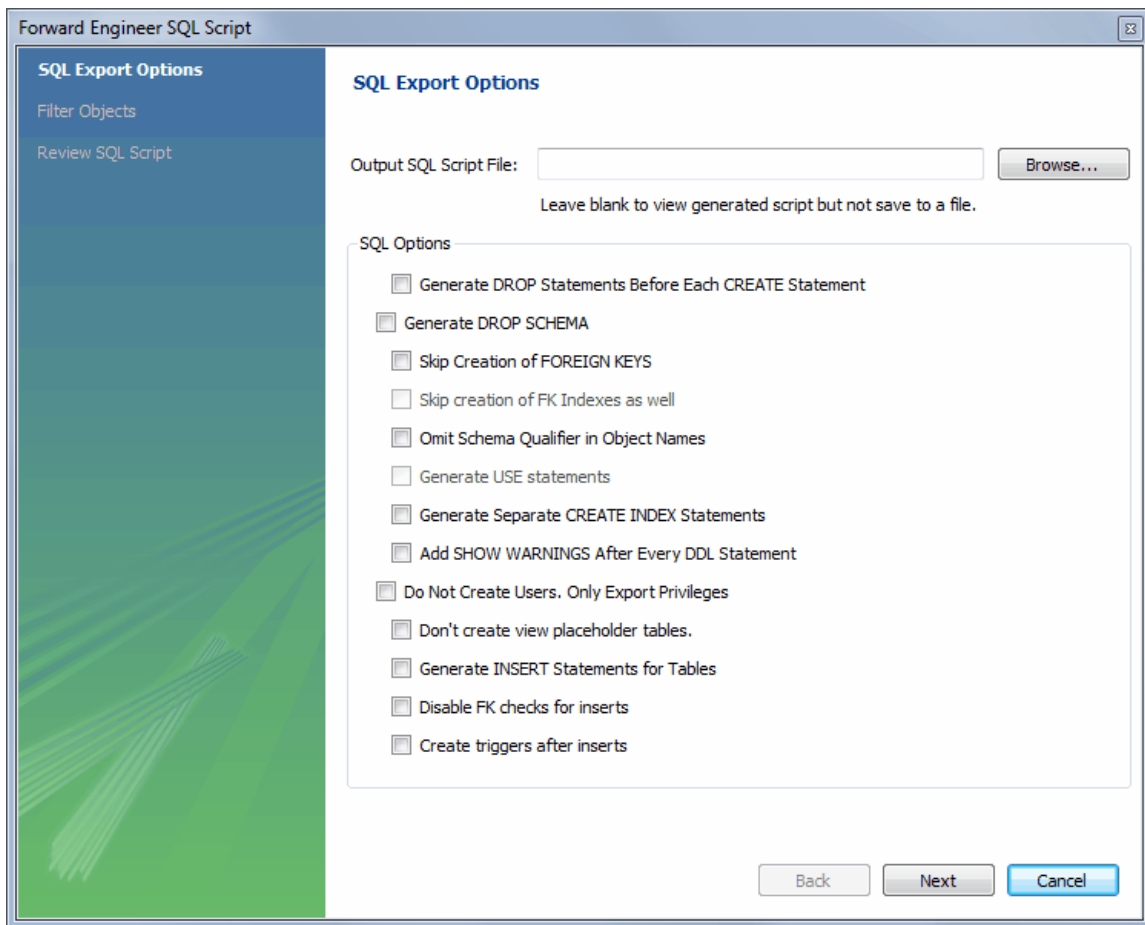 Forward Engineer SQL Script
SQL Export Options
Filter Objects
Review SQL Script
SQL Export Options
Output SQL Script File:
Browse...
Leave blank to view generated script but not save to a file.
SQL Options
Generate DROP Statements Before Each CREATE Statement
Generate DROP SCHEMA
Skip Creation of FOREIGN KEYS
Skip creation of FK Indexes as well
Omit Schema Qualifier in Object Names
Generate USE statements
Generate Separate CREATE INDEX Statements
Add SHOW WARNINGS After Every DDL Statement
Do Not Create Users. Only Export Privileges
Don't create view placeholder tables.
Generate INSERT Statements for Tables
Disable FK checks for inserts
Create triggers after inserts
Back
Next
Cancel